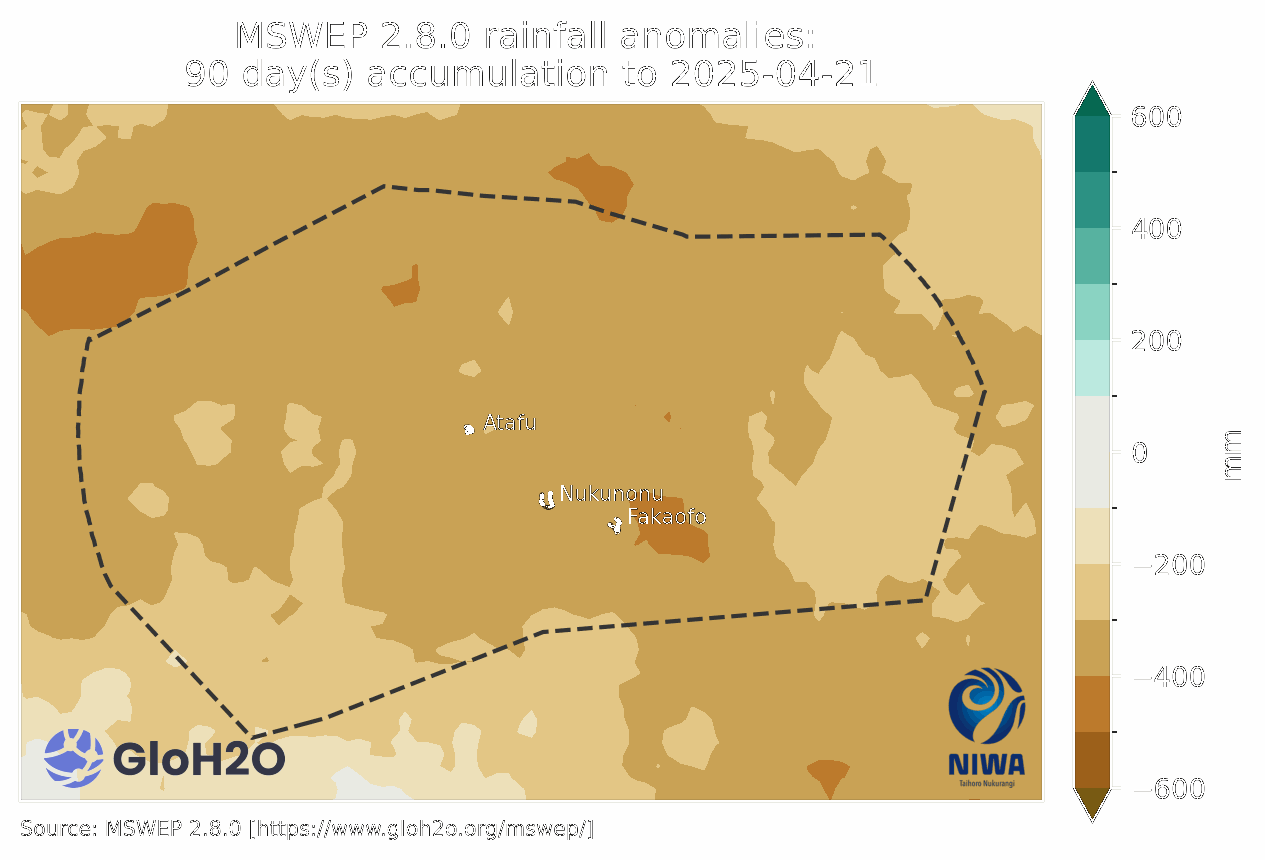 MSWEP 2.8.0 rainfall anomalies:
90 day(s) accumulation to 2025-04-21
600
400
200
0
−200
−400
−600
mm
Atafu
Nukunonu
Fakaofo
GloH2O
NIWA
Taihoro Nukurangi
Source: MSWEP 2.8.0 [https://www.gloh2o.org/mswep/]